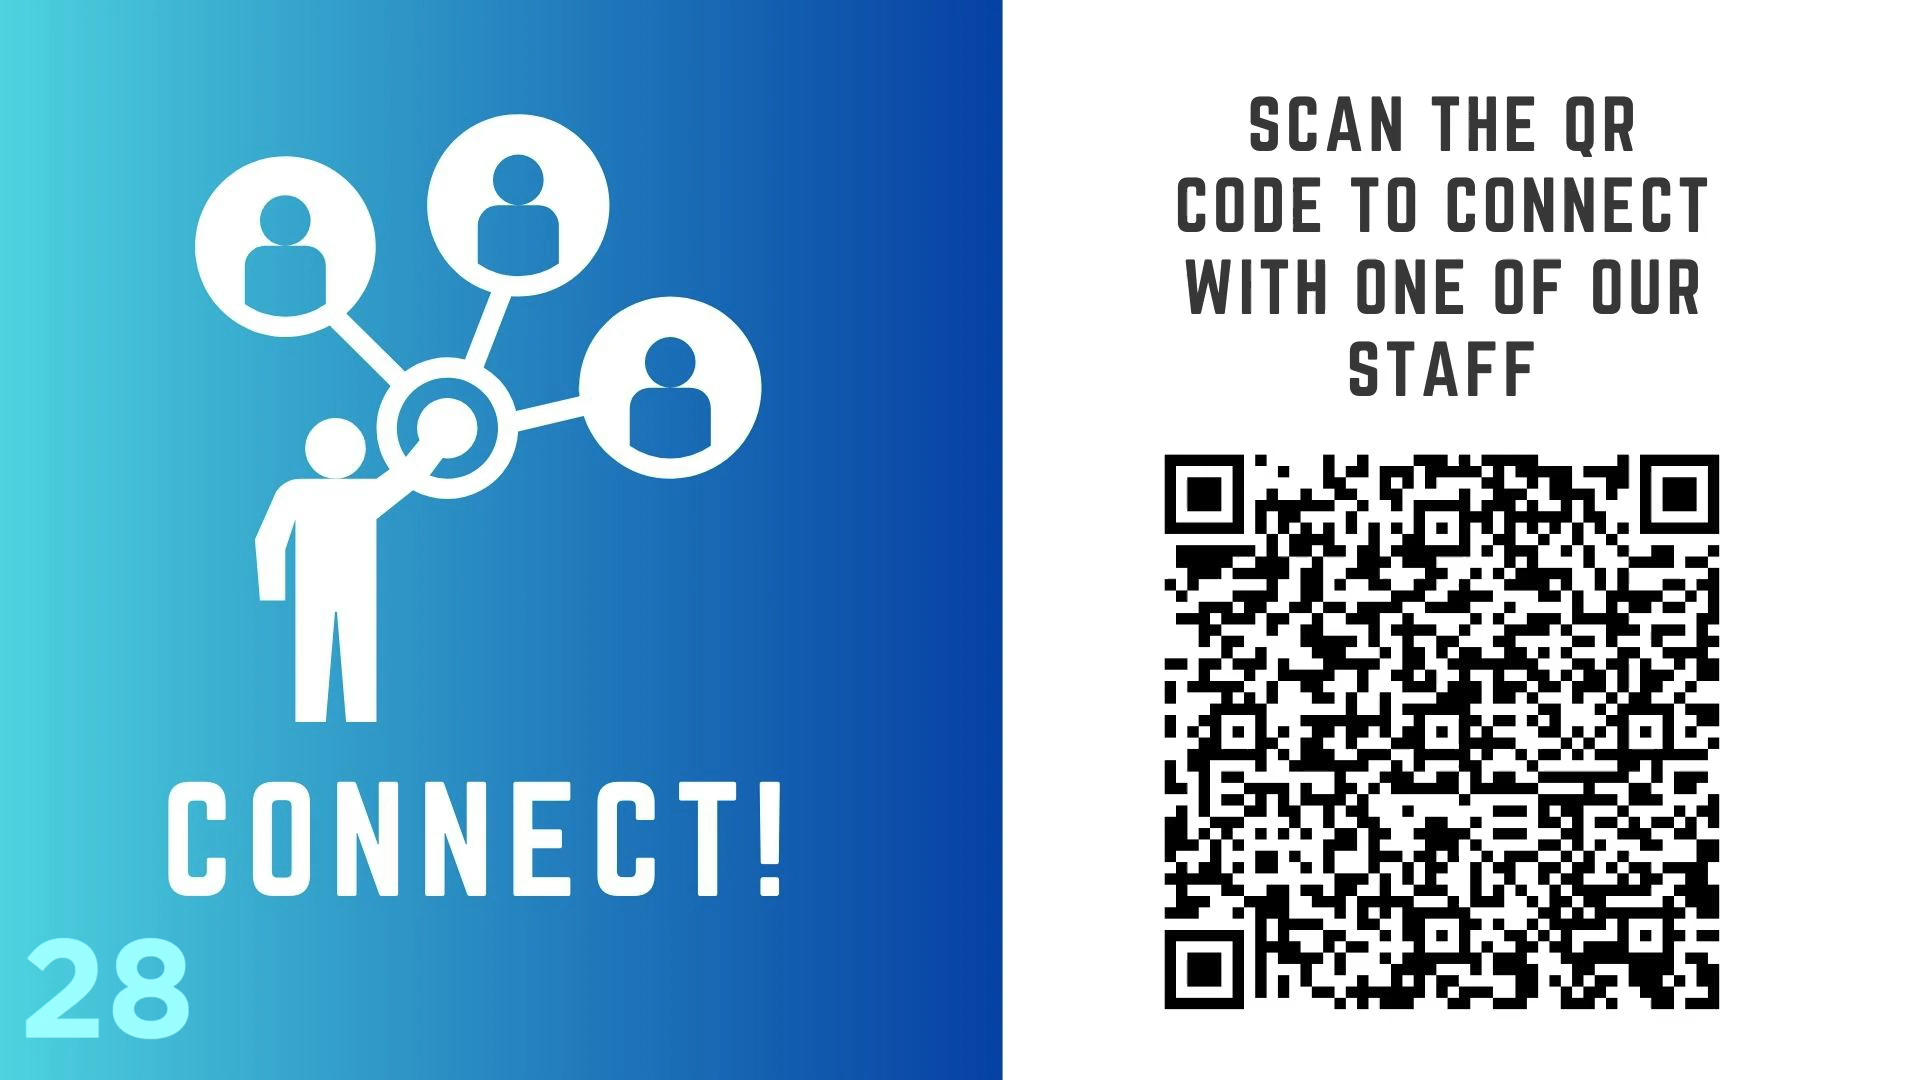 CONNECT!
28
SCAN THE QR
CODE TO CONNECT
WITH ONE OF OUR
STAFF